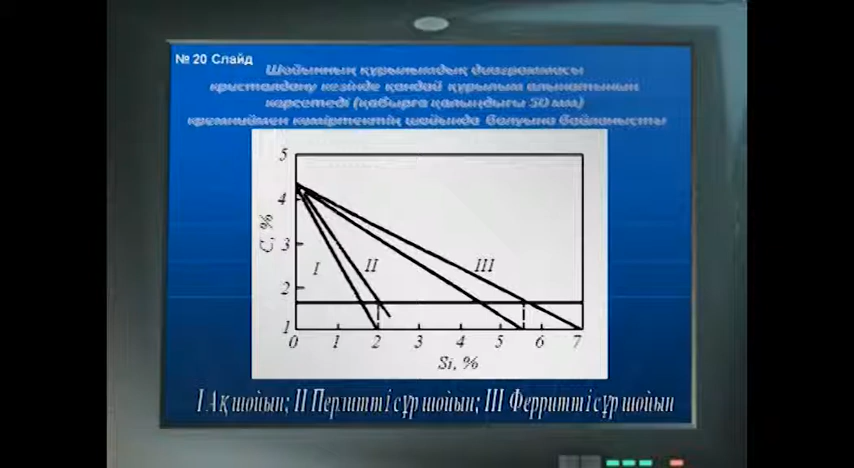 № 20 Слайд
Шойынның құрылымдық диаграммасы
кристалдану кезінде қандай құрылым алынатынын
көрсетеді (қабырға қалыңдығы 50 мм)
кремниймен көміртектің шойында болуына байланысты
5
4
3
2
1
C, %
I
II
III
0 1 2 3 4 5 6 7
Si, %
I Ақ шойын; II Перлитті сұр шойын; III Ферритті сұр шойын